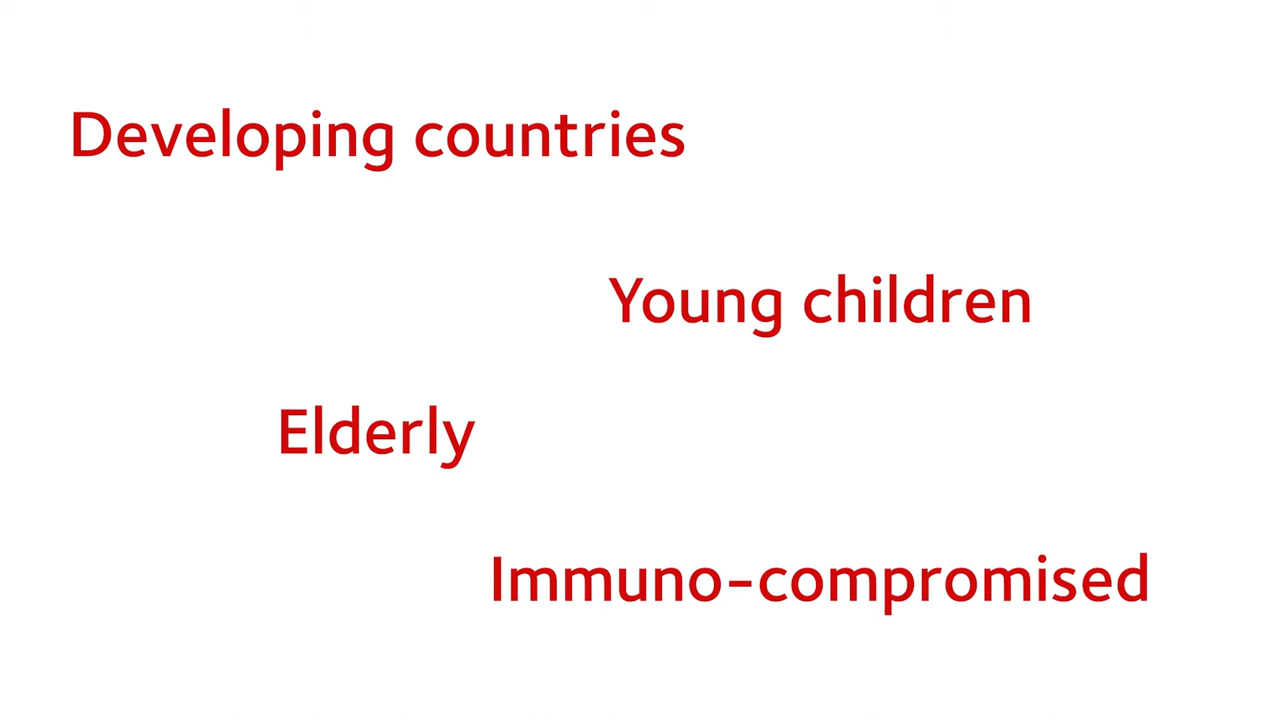 Developing countries
Young children
Elderly
Immuno-compromised